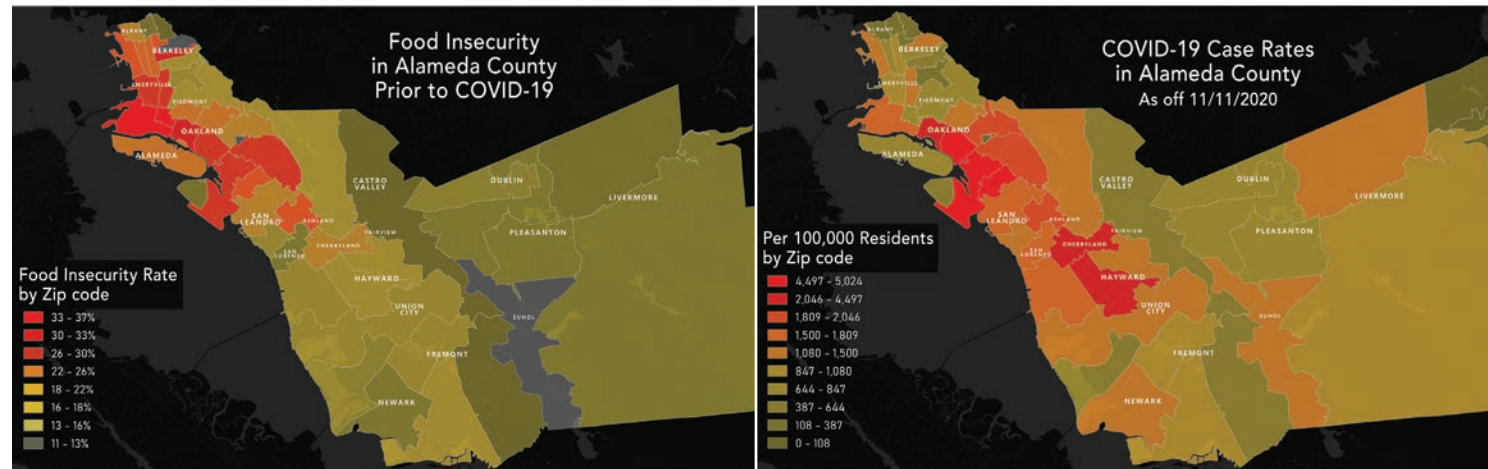 Food Insecurity
in Alameda County
Prior to COVID-19
ALBANY
BERKELEY
EMERYVILLE
PIEDMONT
OAKLAND
ALAMEDA
CASTRO
VALLEY
DUBLIN
LIVERMORE
PLEASANTON
SAN
LEANDRO
ASHLAND
FAIRVIEW
CHERRYLAND
SAN
LORENZO
HAYWARD
UNION
CITY
SUNOL
FREMONT
NEWARK
Food Insecurity Rate
by Zip code
33 - 37%
30 - 33%
26 - 30%
22 - 26%
18 - 22%
16 - 18%
13 - 16%
11 - 13%
COVID-19 Case Rates
in Alameda County
As off 11/11/2020
ALBANY
BERKELEY
EMERYVILLE
PIEDMONT
OAKLAND
ALAMEDA
CASTRO
VALLEY
DUBLIN
LIVERMORE
PLEASANTON
SAN
LEANDRO
ASHLAND
FAIRVIEW
CHERRYLAND
SAN
LORENZO
HAYWARD
UNION
CITY
SUNOL
FREMONT
NEWARK
Per 100,000 Residents
by Zip code
4,497 - 5,024
2,046 - 4,497
1,809 - 2,046
1,500 - 1,809
1,080 - 1,500
847 - 1,080
644 - 847
387 - 644
108 - 387
0 - 108